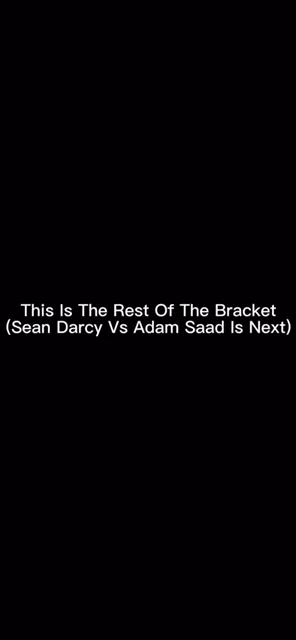 This Is The Rest Of The Bracket
(Sean Darcy Vs Adam Saad Is Next)